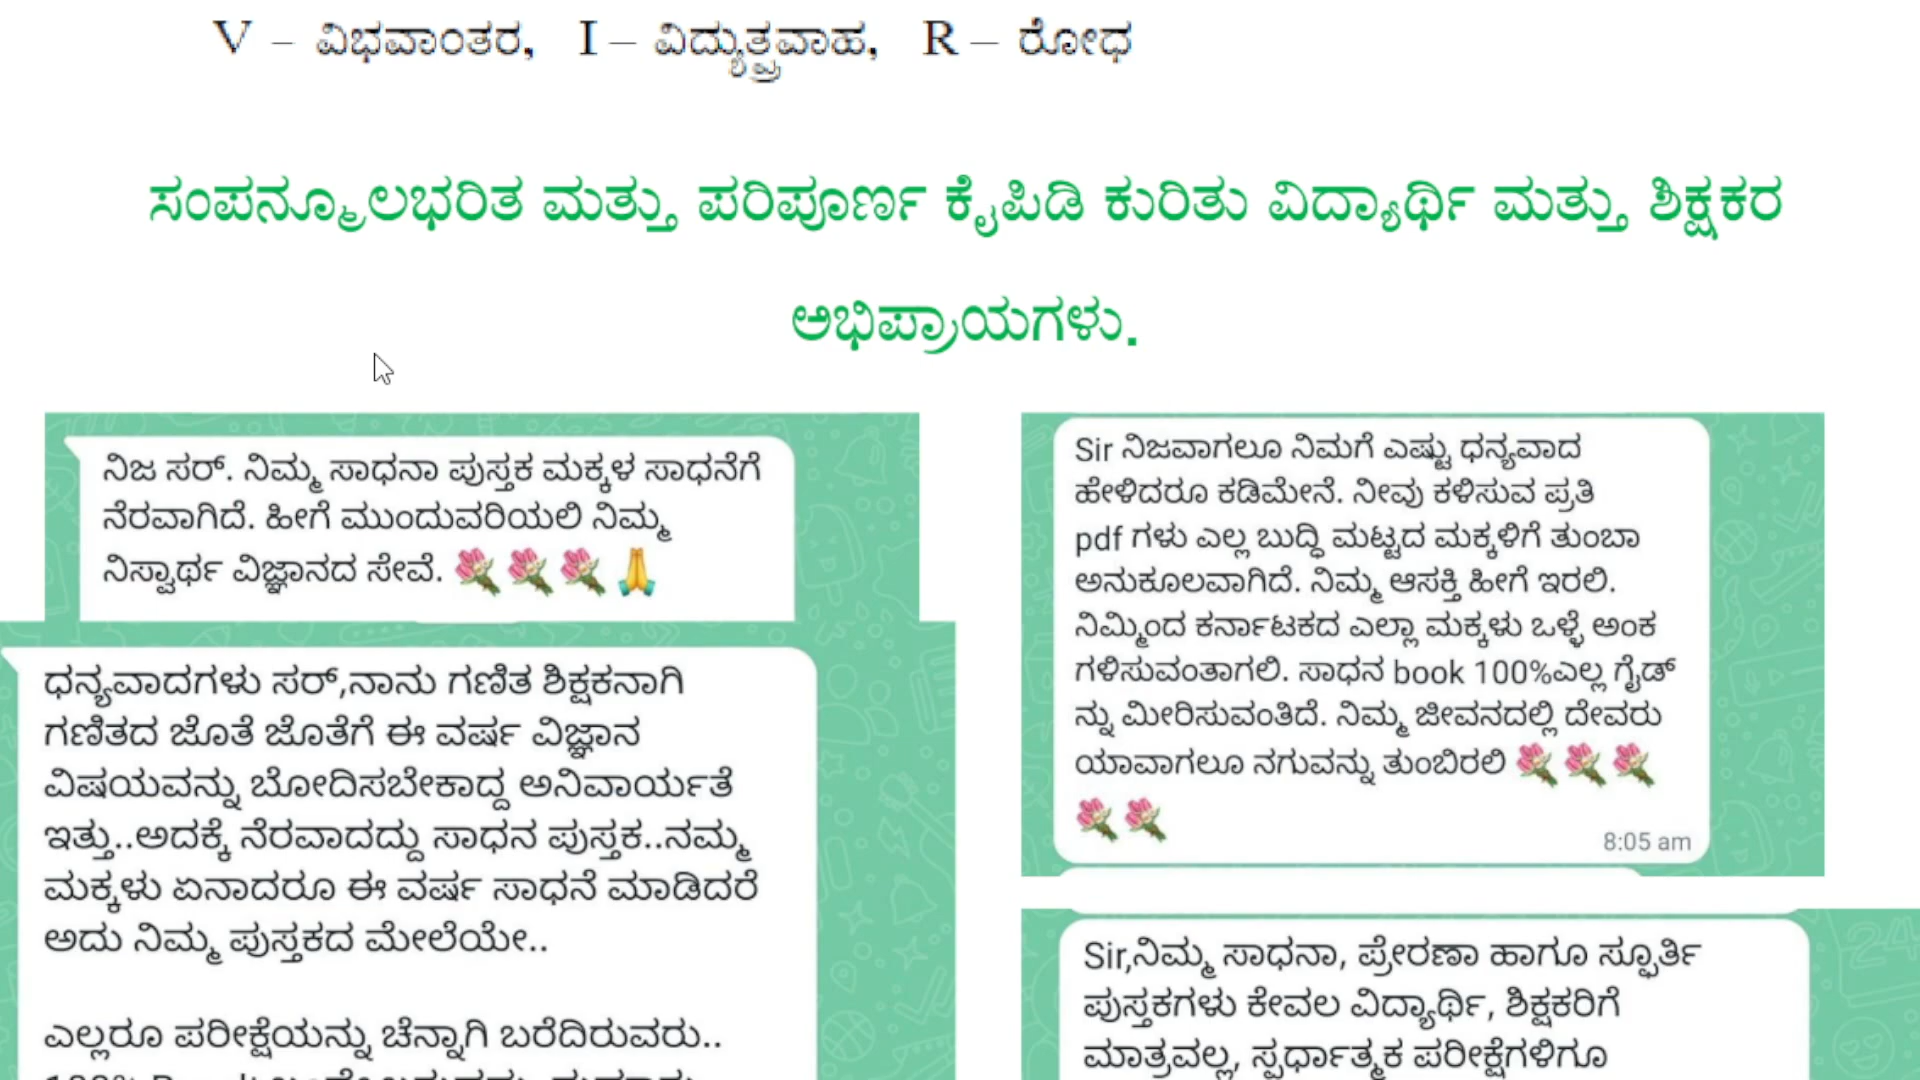 V – ವಿಭವಾಂತರ, I – ವಿದ್ಯುತ್ಪ್ರವಾಹ, R – ರೋಧ
ಸಂಪನ್ಮೂಲಭರಿತ ಮತ್ತು ಪರಿಪೂರ್ಣ ಕೈಪಿಡಿ ಕುರಿತು ವಿದ್ಯಾರ್ಥಿ ಮತ್ತು ಶಿಕ್ಷಕರ
ಅಭಿಪ್ರಾಯಗಳು.
ನಿಜ ಸರ್. ನಿಮ್ಮ ಸಾಧನಾ ಪುಸ್ತಕ ಮಕ್ಕಳ ಸಾಧನೆಗೆ
ನೆರವಾಗಿದೆ. ಹೀಗೆ ಮುಂದುವರಿಯಲಿ ನಿಮ್ಮ
ನಿಸ್ವಾರ್ಥ ವಿಜ್ಞಾನದ ಸೇವೆ. 💐💐💐🙏
ಧನ್ಯವಾದಗಳು ಸರ್,ನಾನು ಗಣಿತ ಶಿಕ್ಷಕನಾಗಿ
ಗಣಿತದ ಜೊತೆ ಜೊತೆಗೆ ಈ ವರ್ಷ ವಿಜ್ಞಾನ
ವಿಷಯವನ್ನು ಬೋದಿಸಬೇಕಾದ್ದ ಅನಿವಾರ್ಯತೆ
ಇತ್ತು..ಅದಕ್ಕೆ ನೆರವಾದದ್ದು ಸಾಧನ ಪುಸ್ತಕ..ನಮ್ಮ
ಮಕ್ಕಳು ಏನಾದರೂ ಈ ವರ್ಷ ಸಾಧನೆ ಮಾಡಿದರೆ
ಅದು ನಿಮ್ಮ ಪುಸ್ತಕದ ಮೇಲೆಯೇ..
ಎಲ್ಲರೂ ಪರೀಕ್ಷೆಯನ್ನು ಚೆನ್ನಾಗಿ ಬರೆದಿರುವರು..
Sir ನಿಜವಾಗಲೂ ನಿಮಗೆ ಎಷ್ಟು ಧನ್ಯವಾದ
ಹೇಳಿದರೂ ಕಡಿಮೇನೆ. ನೀವು ಕಳಿಸುವ ಪ್ರತಿ
pdf ಗಳು ಎಲ್ಲ ಬುದ್ಧಿ ಮಟ್ಟದ ಮಕ್ಕಳಿಗೆ ತುಂಬಾ
ಅನುಕೂಲವಾಗಿದೆ. ನಿಮ್ಮ ಆಸಕ್ತಿ ಹೀಗೆ ಇರಲಿ.
ನಿಮ್ಮಿಂದ ಕರ್ನಾಟಕದ ಎಲ್ಲಾ ಮಕ್ಕಳು ಒಳ್ಳೆ ಅಂಕ
ಗಳಿಸುವಂತಾಗಲಿ. ಸಾಧನ book 100%ಎಲ್ಲ ಗೈಡ್
ನ್ನು ಮೀರಿಸುವಂತಿದೆ. ನಿಮ್ಮ ಜೀವನದಲ್ಲಿ ದೇವರು
ಯಾವಾಗಲೂ ನಗುವನ್ನು ತುಂಬಿರಲಿ 💐💐💐
💐💐
8:05 am
Sir,ನಿಮ್ಮ ಸಾಧನಾ, ಪ್ರೇರಣಾ ಹಾಗೂ ಸ್ಫೂರ್ತಿ
ಪುಸ್ತಕಗಳು ಕೇವಲ ವಿದ್ಯಾರ್ಥಿ, ಶಿಕ್ಷಕರಿಗೆ
ಮಾತ್ರವಲ್ಲ, ಸ್ಪರ್ಧಾತ್ಮಕ ಪರೀಕ್ಷೆಗಳಿಗೂ